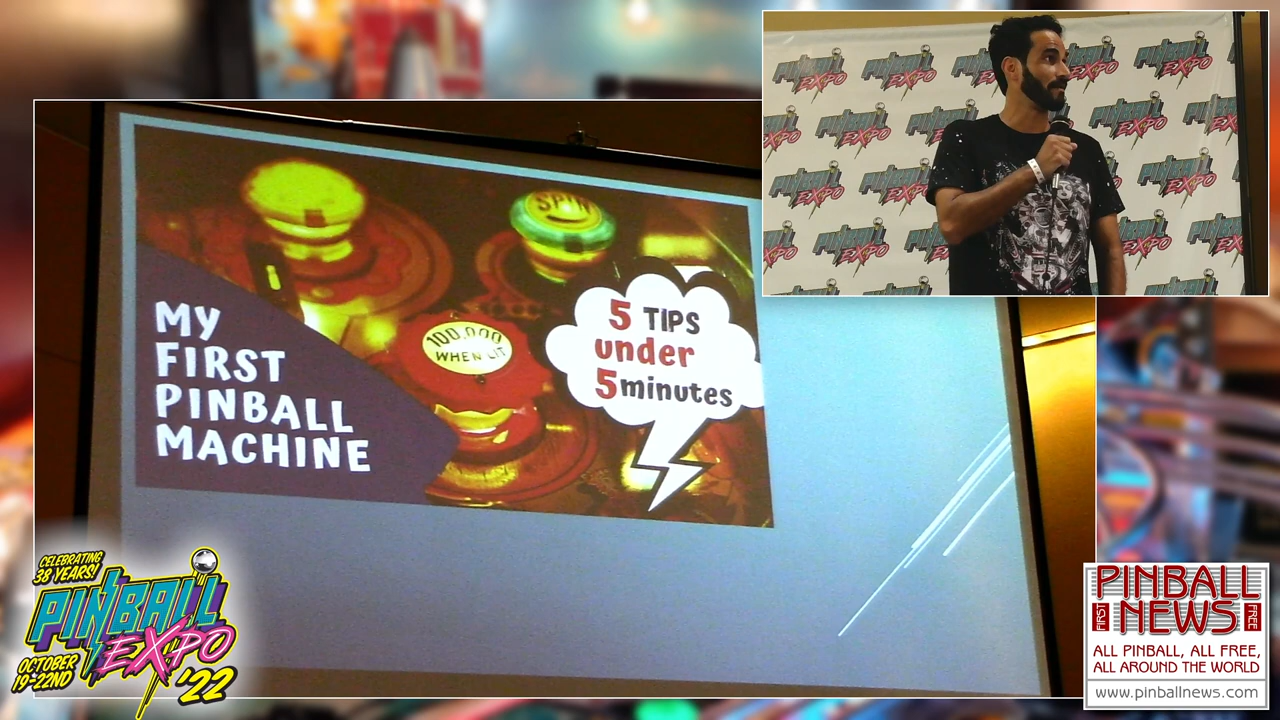 MY
FIRST
PINBALL
MACHINE
SPIN
100,000
WHEN LIT
5 TIPS
under
5minutes
PINBALL
EXPO
CELEBRATING
38 YEARS!
PINBALL
EXPO
OCTOBER
19-22ND
'22
PINBALL
FIRST
NEWS
FREE
ALL PINBALL, ALL FREE,
ALL AROUND THE WORLD
www.pinballnews.com